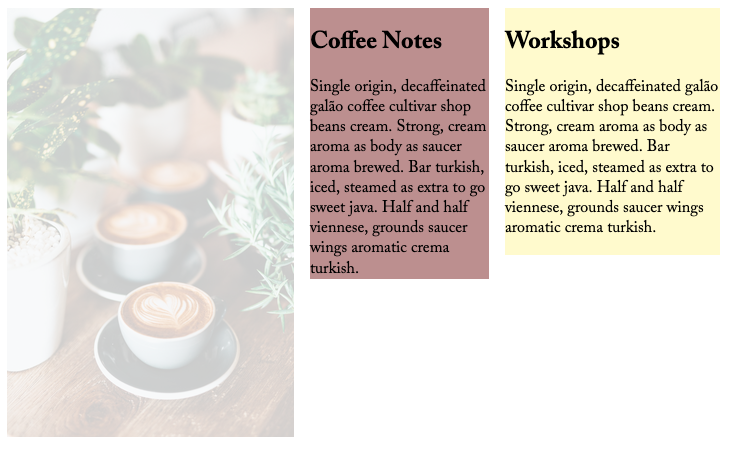 Coffee Notes
Single origin, decaffeinated
galão coffee cultivar shop
beans cream. Strong, cream
aroma as body as saucer
aroma brewed. Bar turkish,
iced, steamed as extra to go
sweet java. Half and half
viennese, grounds saucer
wings aromatic crema
turkish.
Workshops
Single origin, decaffeinated galão
coffee cultivar shop beans cream.
Strong, cream aroma as body as
saucer aroma brewed. Bar
turkish, iced, steamed as extra to
go sweet java. Half and half
viennese, grounds saucer wings
aromatic crema turkish.